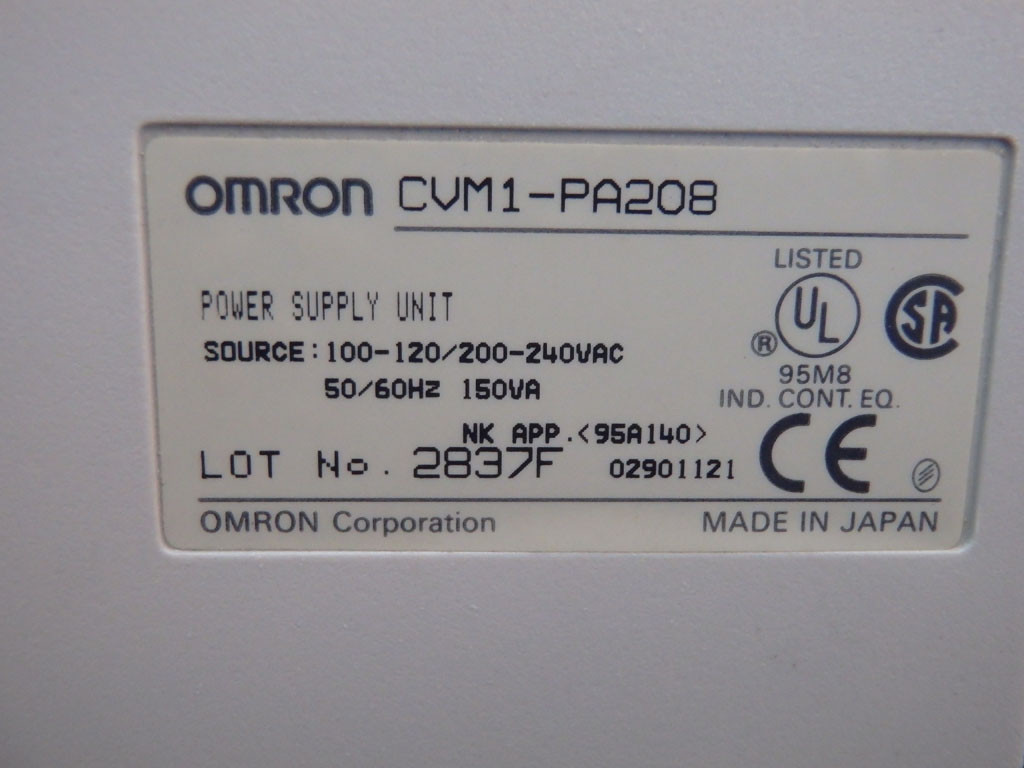 OMRON CVM1-PA208
LISTED
UL
®
SA
POWER SUPPLY UNIT
SOURCE:100-120/200-240VAC
95M8
50/60Hz 150VA
IND. CONT. EQ.
NK APP.<95A140>
LOT No. 2837F 02901121
CE
OMRON Corporation MADE IN JAPAN